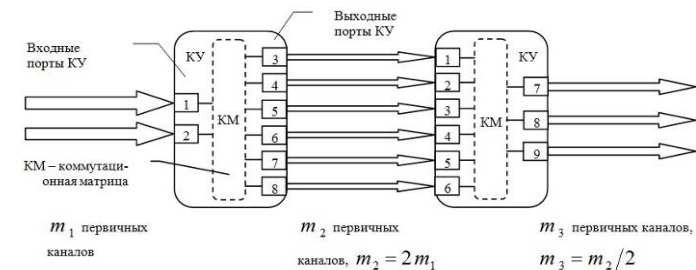 Входные
порты КУ
КУ
Выходные
порты КУ
КУ
1
2
КМ
3
4
5
6
7
8
1
2
3
4
5
6
КМ
7
8
9
КМ – коммутаци-
онная матрица
m₁ первичных
каналов
m₂ первичных
каналов, m₂ = 2m₁
m₃ первичных каналов,
m₃ = m₂/2